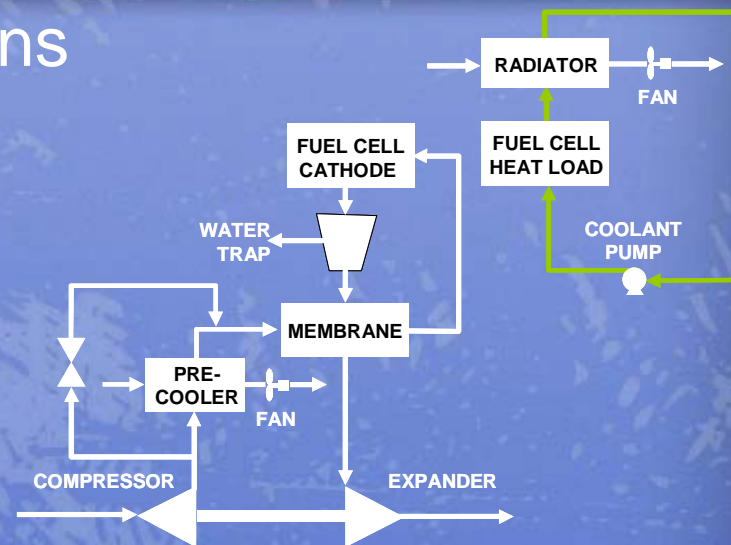 ns
RADIATOR
FAN
FUEL CELL
CATHODE
FUEL CELL
HEAT LOAD
WATER
TRAP
COOLANT
PUMP
MEMBRANE
PRE-
COOLER
FAN
COMPRESSOR
EXPANDER